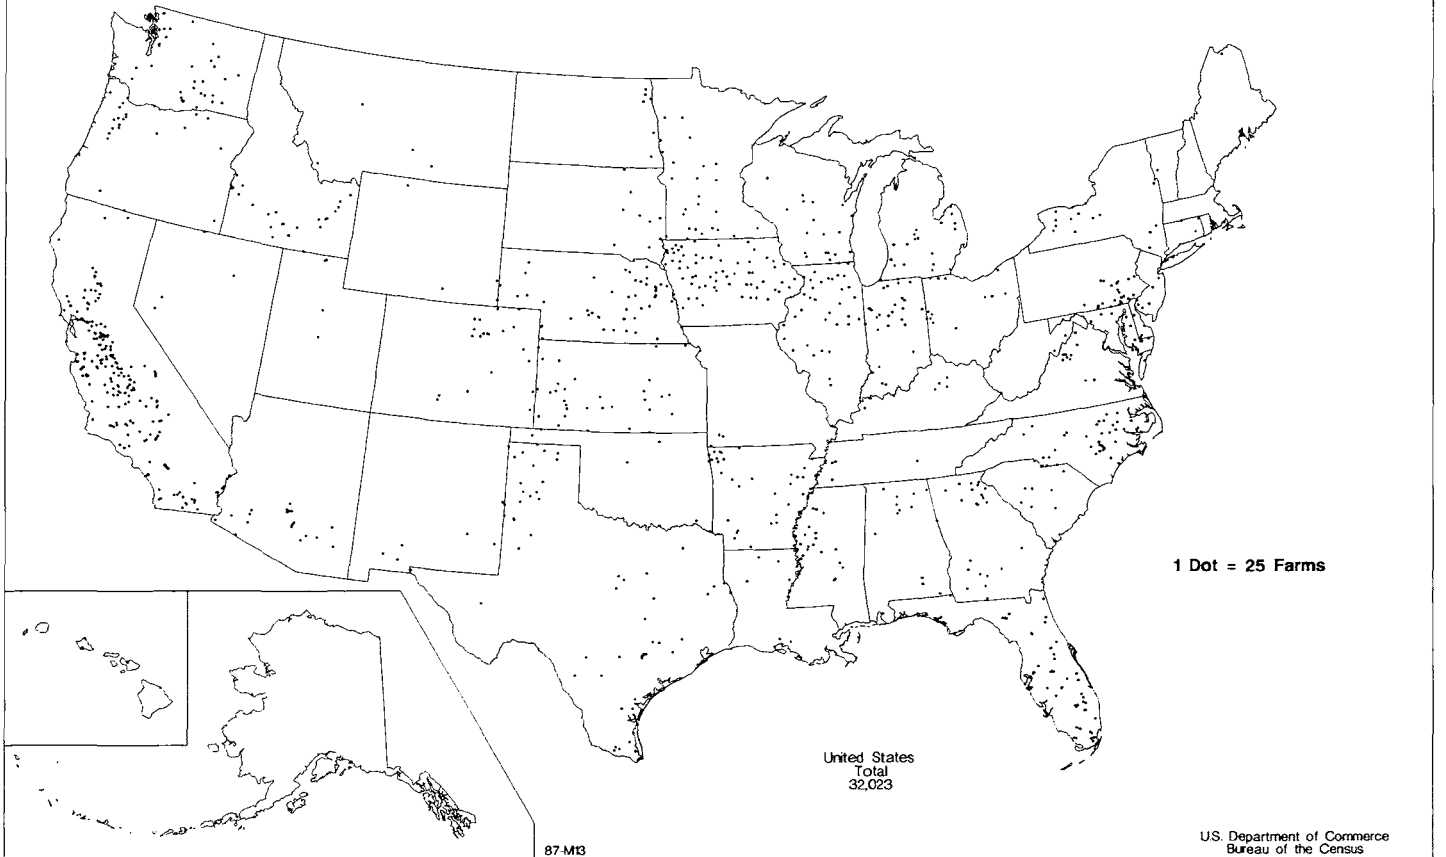 1 Dot = 25 Farms
United States
Total
32,023
87-M13
U.S. Department of Commerce
Bureau of the Census